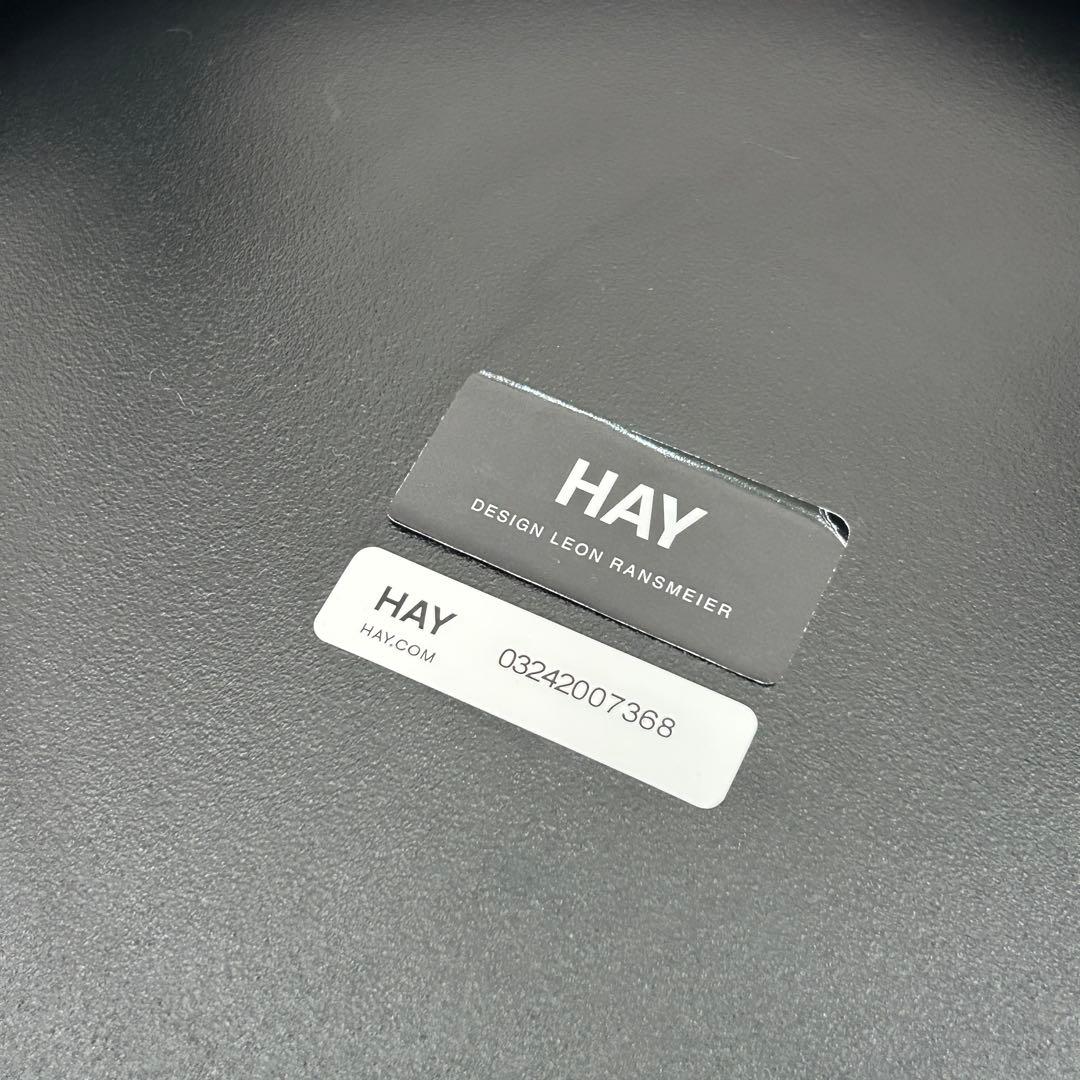 HAY
DESIGN LEON RANSMEIER
HAY
HAY.COM
03242007368